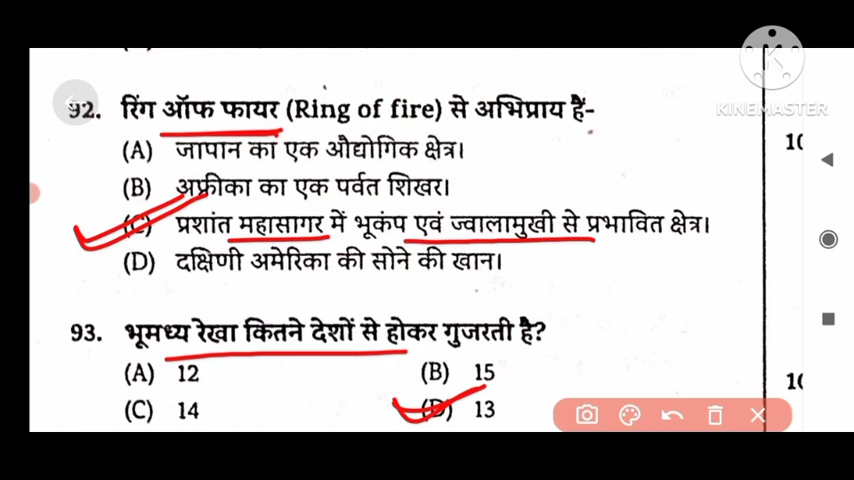 KINEMASTER
92. रिंग ऑफ फायर (Ring of fire) से अभिप्राय हैं-
(A) जापान का एक औद्योगिक क्षेत्र।
(B) अफ्रीका का एक पर्वत शिखर।
(C) प्रशांत महासागर में भूकंप एवं ज्वालामुखी से प्रभावित क्षेत्र।
(D) दक्षिणी अमेरिका की सोने की खान।
93. भूमध्य रेखा कितने देशों से होकर गुजरती है?
(A) 12 (B) 15
(C) 14 (D) 13